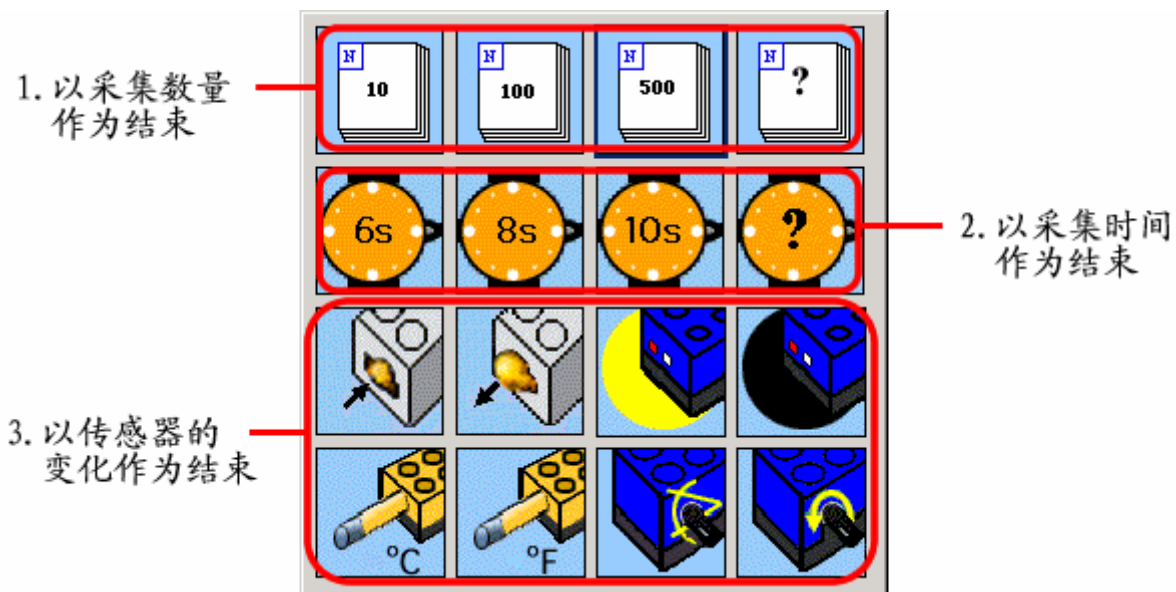 1. 以采集数量
作为结束
N 10
N 100
N 500
N ?
6s
8s
10s
?
2. 以采集时间
作为结束
3. 以传感器的
变化作为结束
°C
°F